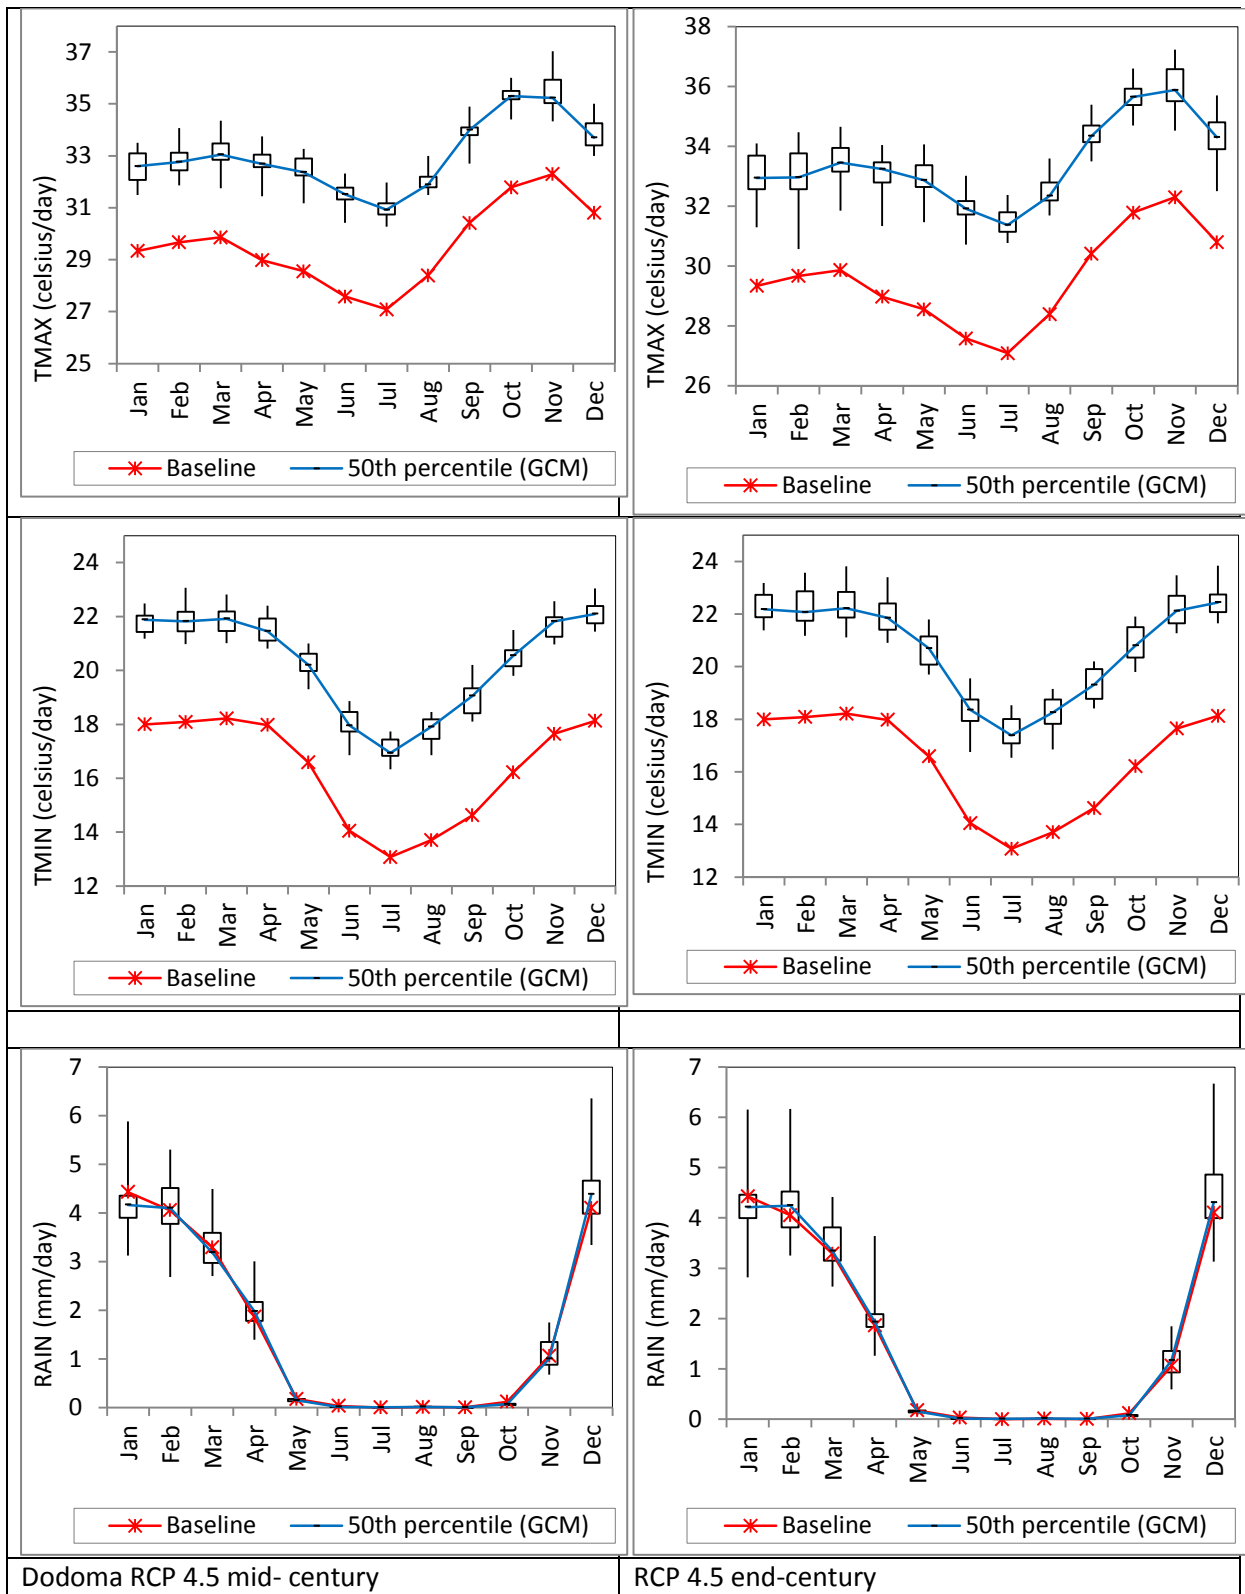 TMAX (celsius/day)
37
35
33
31
29
27
25
Jan Feb Mar Apr May Jun Jul Aug Sep Oct Nov Dec
Baseline 50th percentile (GCM)
TMAX (celsius/day)
38
36
34
32
30
28
26
Jan Feb Mar Apr May Jun Jul Aug Sep Oct Nov Dec
Baseline 50th percentile (GCM)
TMIN (celsius/day)
24
22
20
18
16
14
12
Jan Feb Mar Apr May Jun Jul Aug Sep Oct Nov Dec
Baseline 50th percentile (GCM)
TMIN (celsius/day)
24
22
20
18
16
14
12
Jan Feb Mar Apr May Jun Jul Aug Sep Oct Nov Dec
Baseline 50th percentile (GCM)
RAIN (mm/day)
7
6
5
4
3
2
1
0
Jan Feb Mar Apr May Jun Jul Aug Sep Oct Nov Dec
Baseline 50th percentile (GCM)
RAIN (mm/day)
7
6
5
4
3
2
1
0
Jan Feb Mar Apr May Jun Jul Aug Sep Oct Nov Dec
Baseline 50th percentile (GCM)
Dodoma RCP 4.5 mid- century
RCP 4.5 end-century